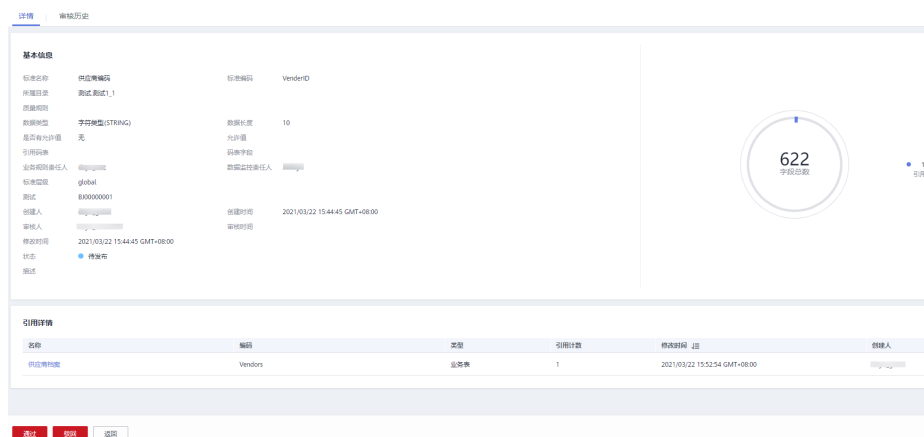 详情 审核历史
基本信息
标准名称 供应商编码 标准编码 VenderID
所属目录 测试.测试1_1
质量规则
数据类型 字符类型(STRING) 数据长度 10
是否有允许值 无 允许值
引用码表 码表字段
业务规则责任人 数据监控责任人
标准层级 global
测试 BJ00000001
创建人 创建时间 2021/03/22 15:44:45 GMT+08:00
审核人 审核时间
修改时间 2021/03/22 15:44:45 GMT+08:00
状态 待发布
描述
622
字段总数
引用详情
名称 编码 类型 引用计数 修改时间 创建人
供应商档案 Vendors 业务表 1 2021/03/22 15:52:54 GMT+08:00
通过 驳回 返回